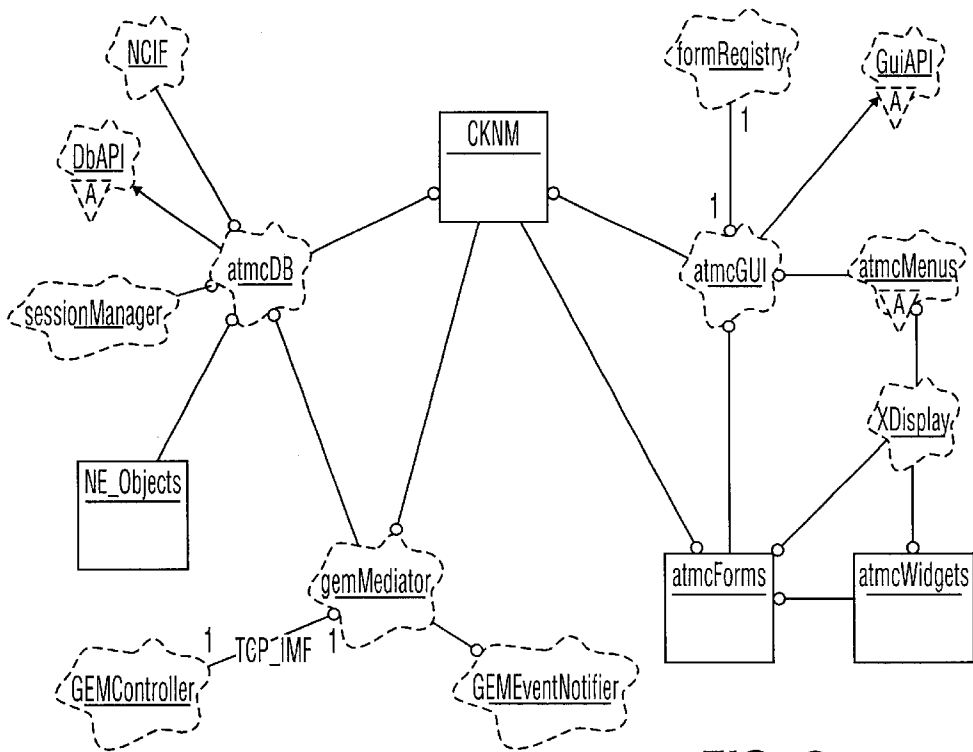 NCIF
formRegistry
GuiAPI
A
DbAPI
A
CKNM
1
1
atmcDB
atmcGUI
atmcMenus
A
sessionManager
XDisplay
NE_Objects
gemMediator
atmcForms
atmcWidgets
1
TCP_IMF
1
GEMController
GEMEventNotifier